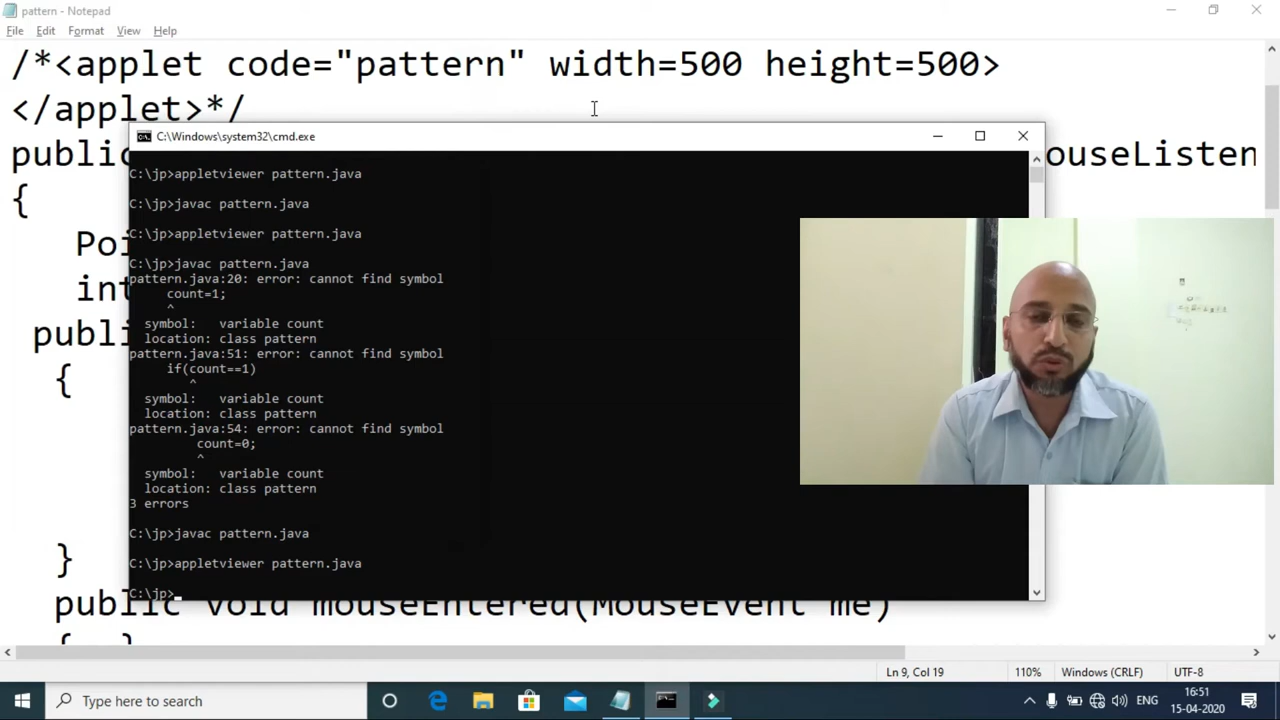 pattern - Notepad
File Edit Format View Help
/*<applet code="pattern" width=500 height=500>
</applet>*/
C:\Windows\system32\cmd.exe
public ouseListen
{
C:\jp>appletviewer pattern.java
C:\jp>javac pattern.java
C:\jp>appletviewer pattern.java
C:\jp>javac pattern.java
pattern.java:20: error: cannot find symbol
count=1;
^
symbol: variable count
location: class pattern
pattern.java:51: error: cannot find symbol
if(count==1)
^
symbol: variable count
location: class pattern
pattern.java:54: error: cannot find symbol
count=0;
^
symbol: variable count
location: class pattern
3 errors
C:\jp>javac pattern.java
C:\jp>appletviewer pattern.java
C:\jp>
Poi
int
public
{
}
public void mouseEntered(MouseEvent me)
{ }
Ln 9, Col 19 110% Windows (CRLF) UTF-8
Type here to search
ENG
16:51
15-04-2020